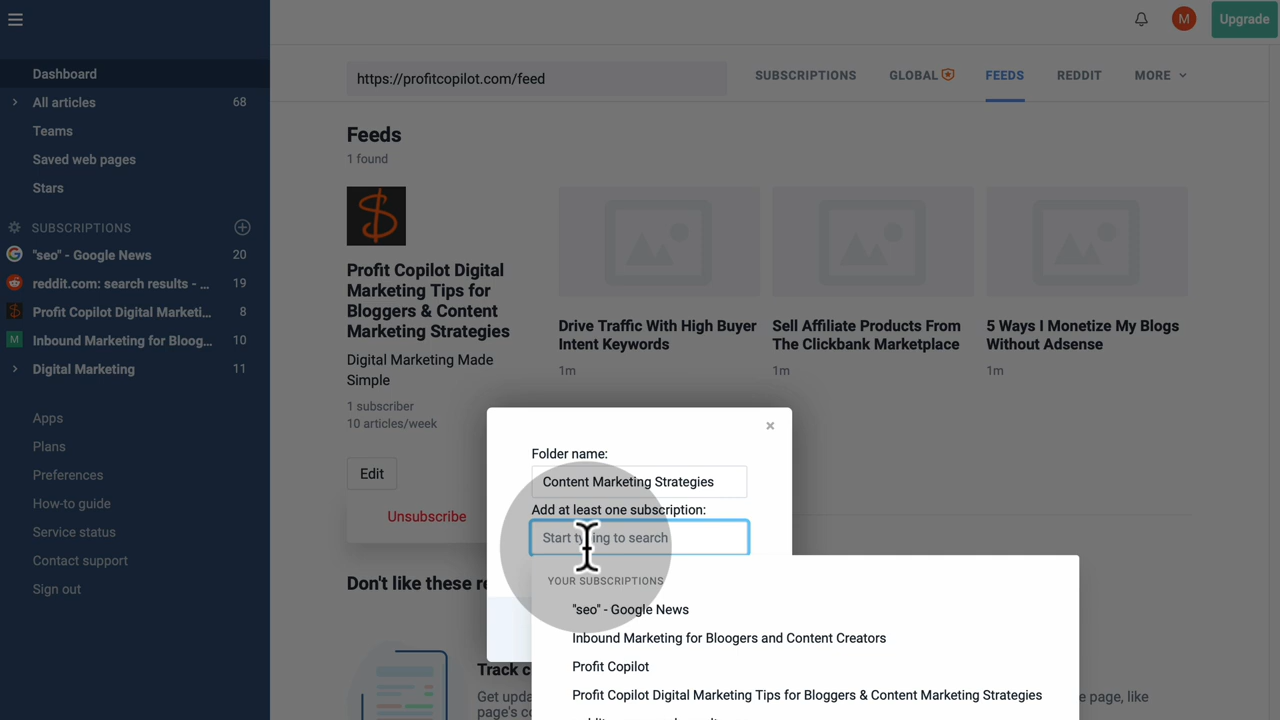 M
Upgrade
Dashboard
All articles 68
Teams
Saved web pages
Stars
SUBSCRIPTIONS
"seo" - Google News 20
reddit.com: search results - ... 19
Profit Copilot Digital Marketi... 8
M Inbound Marketing for Bloog... 10
Digital Marketing 11
Apps
Plans
Preferences
How-to guide
Service status
Contact support
Sign out
https://profitcopilot.com/feed
SUBSCRIPTIONS GLOBAL FEEDS REDDIT MORE
Feeds
1 found
Profit Copilot Digital
Marketing Tips for
Bloggers & Content
Marketing Strategies
Digital Marketing Made
Simple
1 subscriber
10 articles/week
Edit
Unsubscribe
Drive Traffic With High Buyer
Intent Keywords
1m
Sell Affiliate Products From
The Clickbank Marketplace
1m
5 Ways I Monetize My Blogs
Without Adsense
1m
Don't like these
Track
Get
page's
page, like
×
Folder name:
Content Marketing Strategies
Add at least one subscription:
Start typing to search
YOUR SUBSCRIPTIONS
"seo" - Google News
Inbound Marketing for Bloogers and Content Creators
Profit Copilot
Profit Copilot Digital Marketing Tips for Bloggers & Content Marketing Strategies